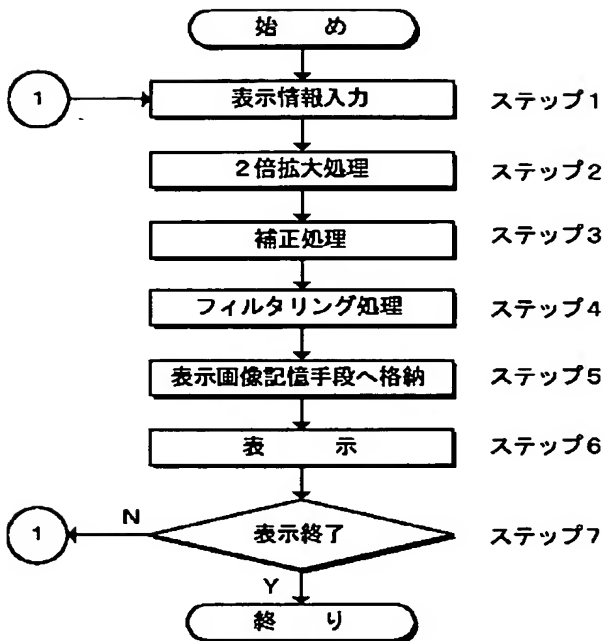 始 め
1
表示情報入力 ステップ1
2倍拡大処理 ステップ2
補正処理 ステップ3
フィルタリング処理 ステップ4
表示画像記憶手段へ格納 ステップ5
表 示 ステップ6
N
1
表示終了 ステップ7
Y
終 り